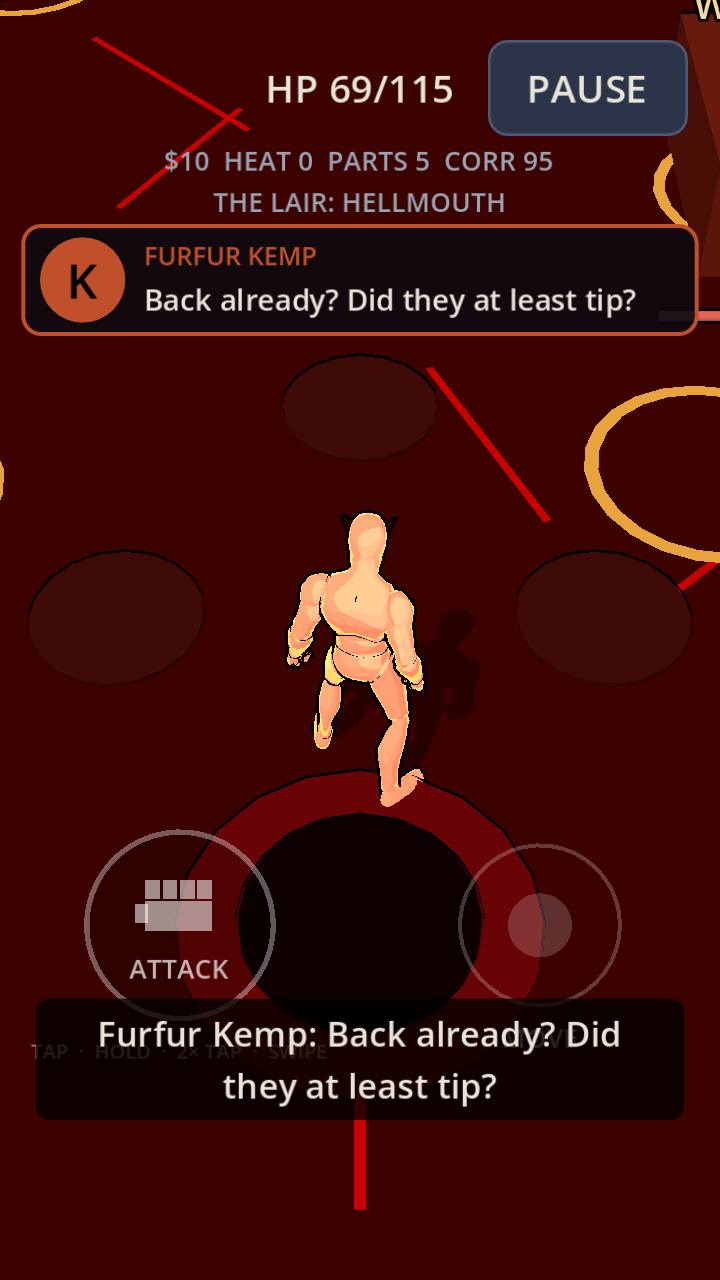 W
HP 69/115
PAUSE
$10 HEAT 0 PARTS 5 CORR 95
THE LAIR: HELLMOUTH
K
FURFUR KEMP
Back already? Did they at least tip?
ATTACK
Furfur Kemp: Back already? Did
they at least tip?
TAP · HOLD · 2× TAP · SWIPE